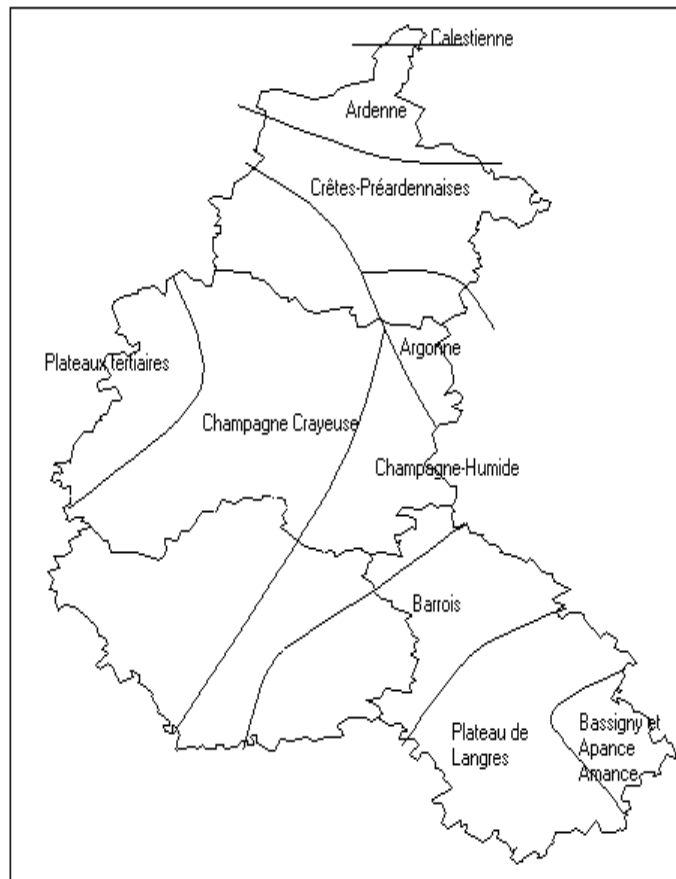 Calestienne
Ardenne
Crêtes-Préardennaises
Argonne
Plateaux tertiaires
Champagne Crayeuse
Champagne-Humide
Barrois
Plateau de
Langres
Bassigny et
Apance
Amance